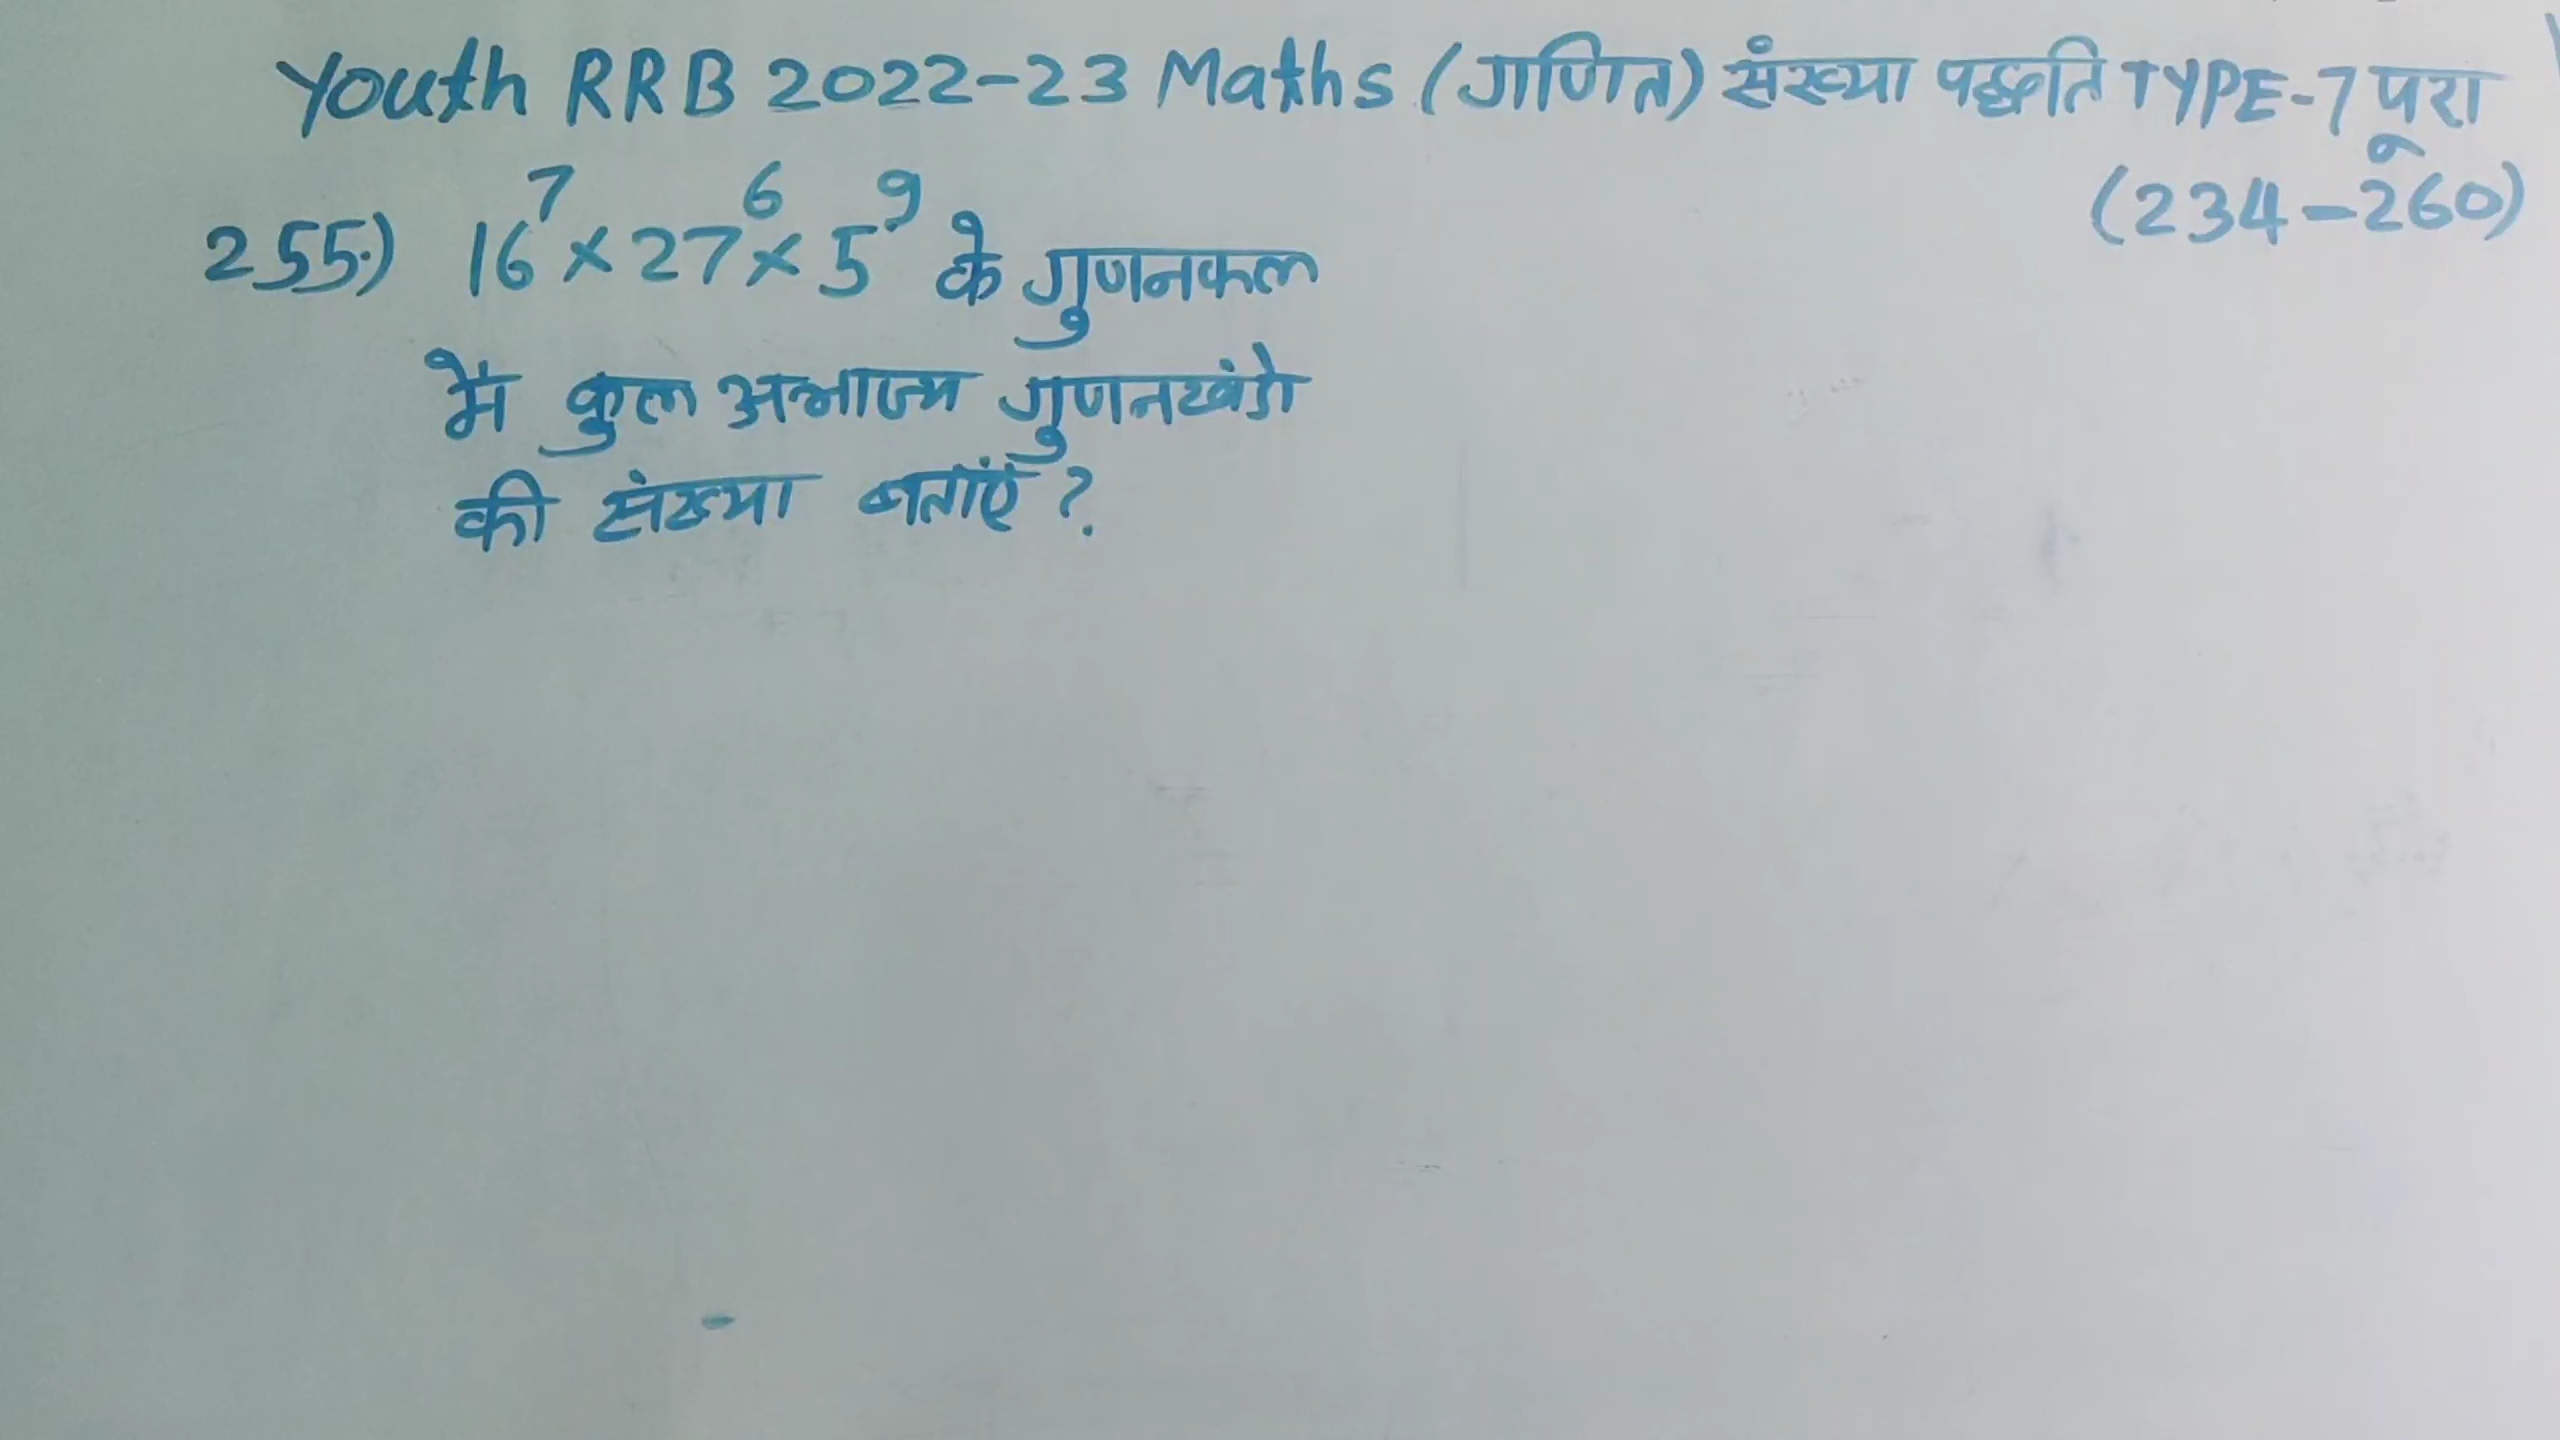 Youth RRB 2022-23 Maths (गणित) संख्या पद्धति TYPE-7 पूरा
(234-260)
255.) 16⁷ × 27⁶ × 5⁹ के गुणनफल
में कुल अभाज्य गुणनखंडो
की संख्या बताएं ?